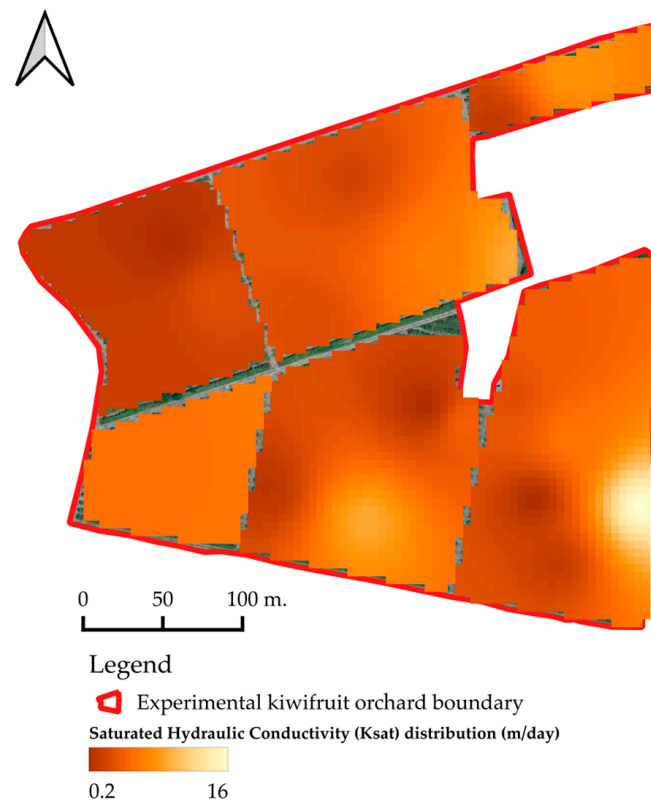 0 50 100 m.
Legend
Experimental kiwifruit orchard boundary
Saturated Hydraulic Conductivity (Ksat) distribution (m/day)
0.2 16